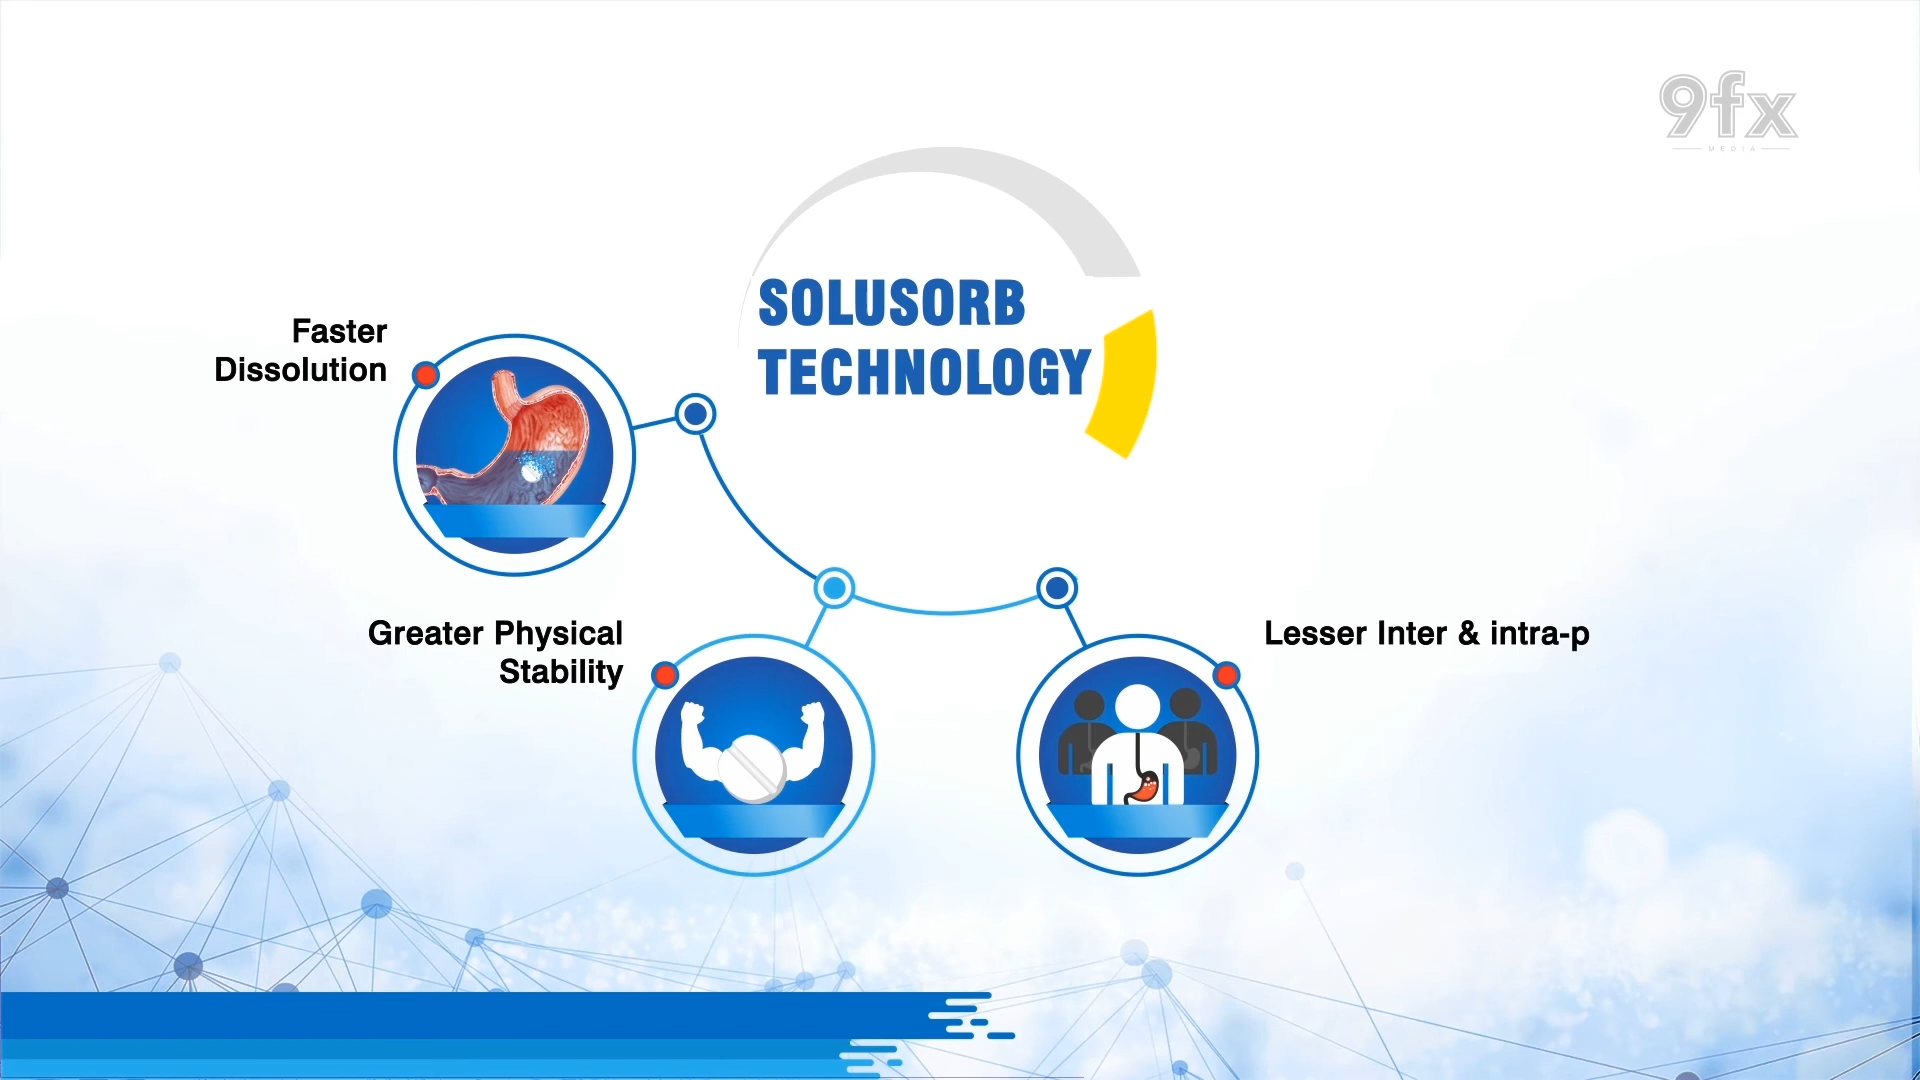 9fx
MEDIA
SOLUSORB
TECHNOLOGY
Faster
Dissolution
Greater Physical
Stability
Lesser Inter & intra-p